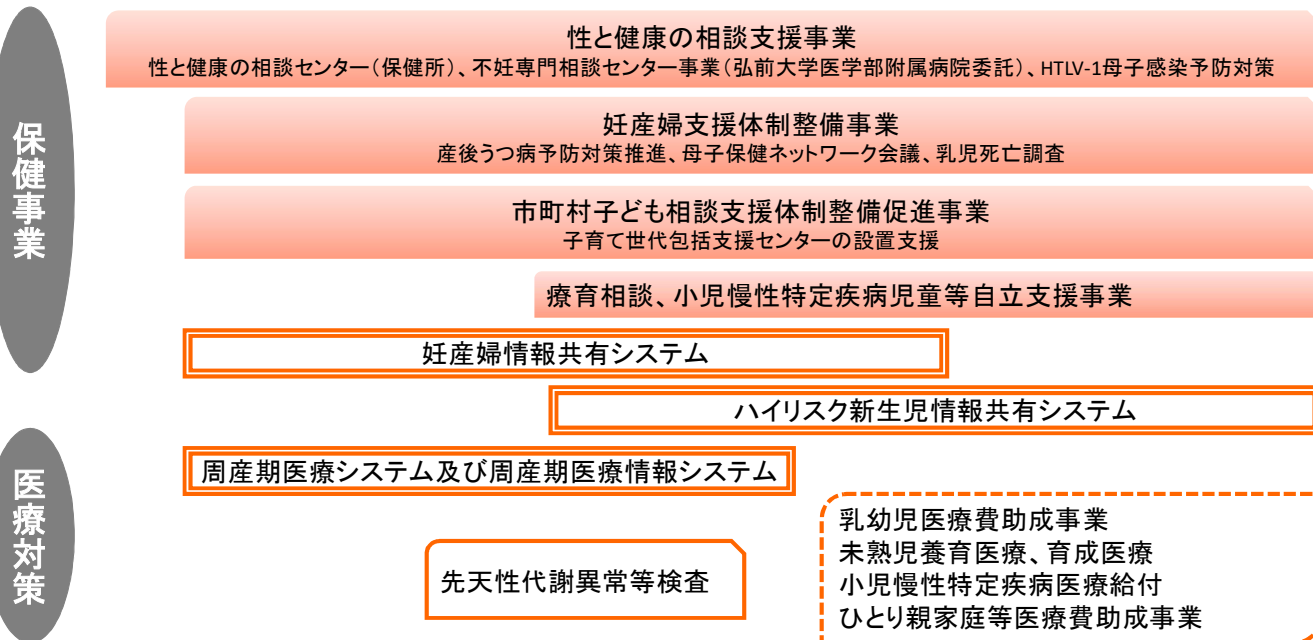 保健事業
性と健康の相談支援事業
性と健康の相談センター(保健所)、不妊専門相談センター事業(弘前大学医学部附属病院委託)、HTLV-1母子感染予防対策
妊産婦支援体制整備事業
産後うつ病予防対策推進、母子保健ネットワーク会議、乳児死亡調査
市町村子ども相談支援体制整備促進事業
子育て世代包括支援センターの設置支援
療育相談、小児慢性特定疾病児童等自立支援事業
妊産婦情報共有システム
ハイリスク新生児情報共有システム
医療対策
周産期医療システム及び周産期医療情報システム
先天性代謝異常等検査
乳幼児医療費助成事業
未熟児養育医療、育成医療
小児慢性特定疾病医療給付
ひとり親家庭等医療費助成事業